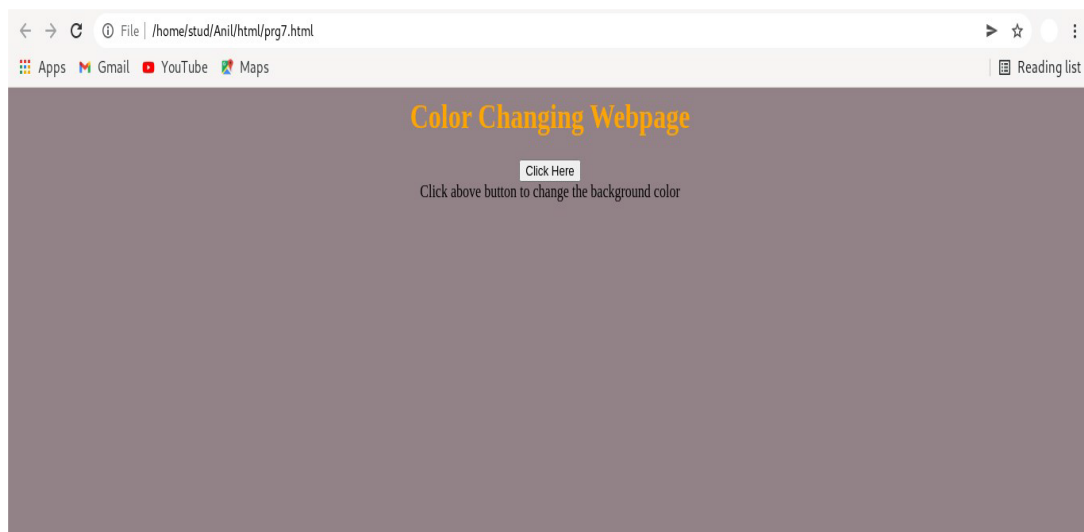 File | /home/stud/Anil/html/prg7.html
Apps Gmail YouTube Maps Reading list
Color Changing Webpage
Click Here
Click above button to change the background color